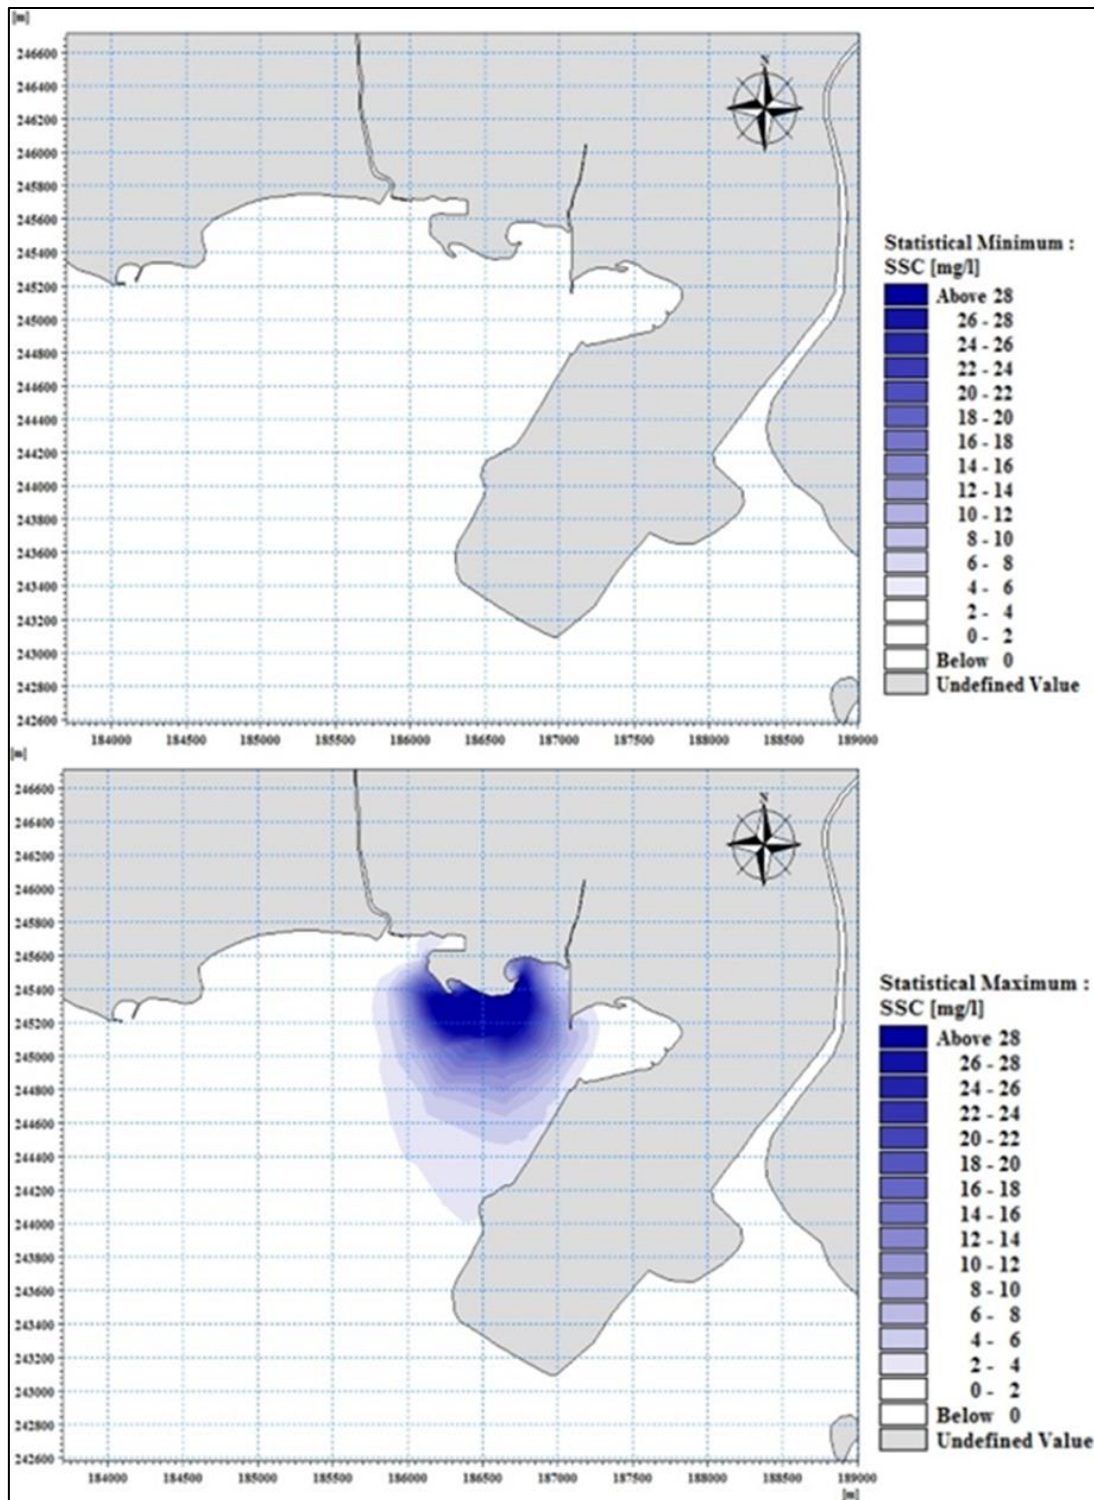 [m]
246600
N
246400
246200
246000
245800
245600
245400
245200
245000
244800
244600
244400
244200
244000
243800
243600
243400
243200
243000
242800
242600
184000 184500 185000 185500 186000 186500 187000 187500 188000 188500 189000
Statistical Minimum :
SSC [mg/l]
Above 28
26 - 28
24 - 26
22 - 24
20 - 22
18 - 20
16 - 18
14 - 16
12 - 14
10 - 12
8 - 10
6 - 8
4 - 6
2 - 4
0 - 2
Below 0
Undefined Value
[m]
246600
N
246400
246200
246000
245800
245600
245400
245200
245000
244800
244600
244400
244200
244000
243800
243600
243400
243200
243000
242800
242600
184000 184500 185000 185500 186000 186500 187000 187500 188000 188500 189000
[m]
Statistical Maximum :
SSC [mg/l]
Above 28
26 - 28
24 - 26
22 - 24
20 - 22
18 - 20
16 - 18
14 - 16
12 - 14
10 - 12
8 - 10
6 - 8
4 - 6
2 - 4
0 - 2
Below 0
Undefined Value